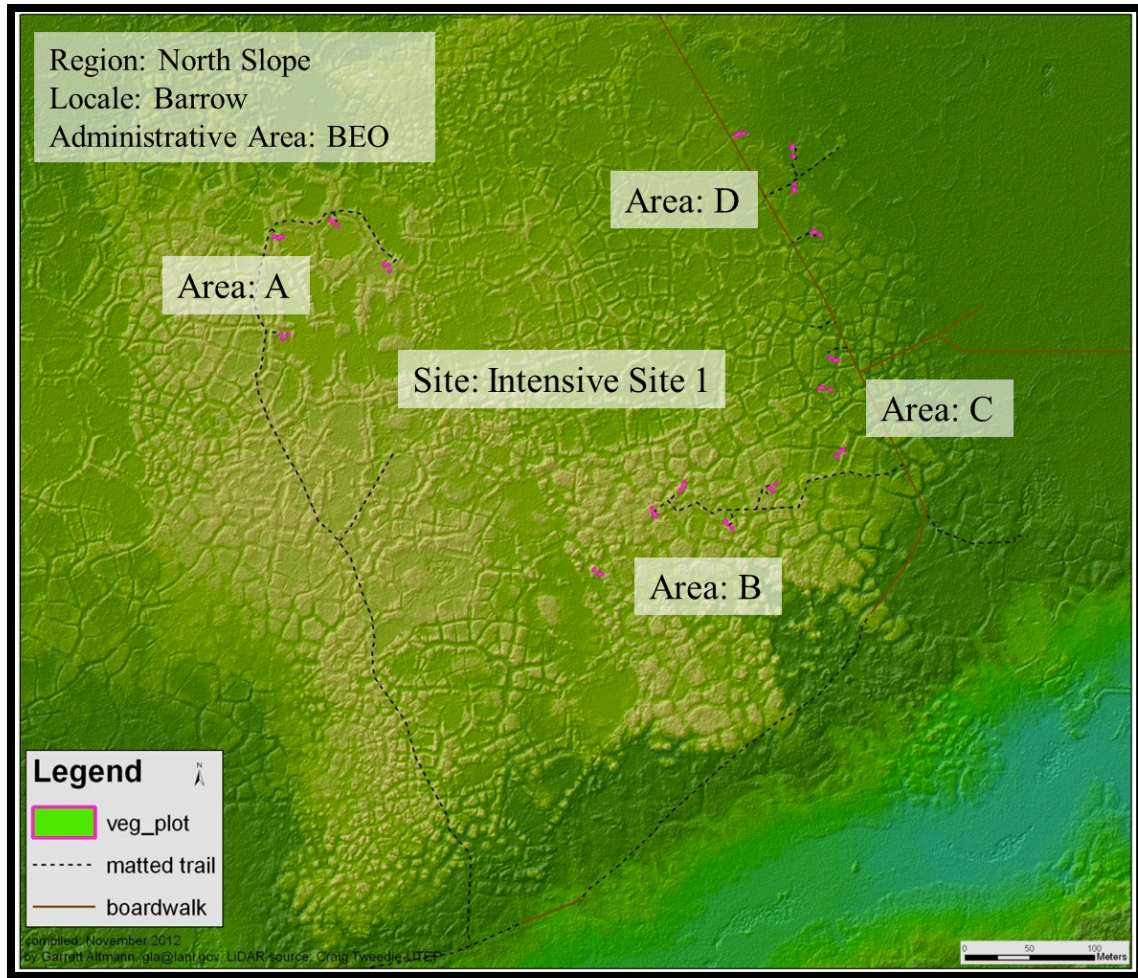 Region: North Slope
Locale: Barrow
Administrative Area: BEO
Area: D
Area: A
Site: Intensive Site 1
Area: C
Area: B
Legend
N
veg_plot
matted trail
boardwalk
compiled: November 2012
by Garrett Altmann, gla@lanl.gov, LiDAR source: Craig Tweedie-UTEP
0 50 100
Meters